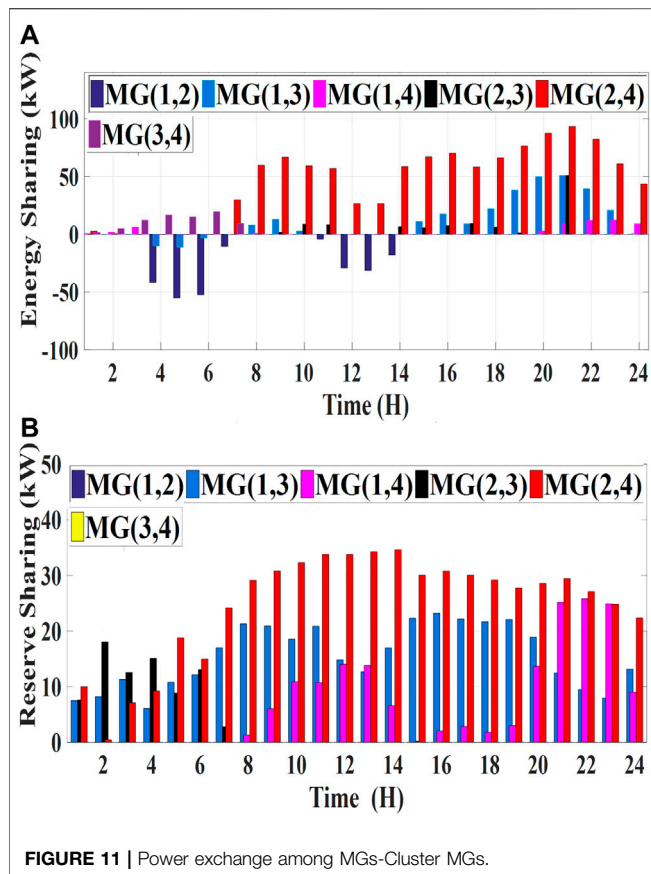 A
Energy Sharing (kW)
MG(1,2) MG(1,3) MG(1,4) MG(2,3) MG(2,4)
MG(3,4)
100
50
0
-50
-100
2 4 6 8 10 12 14 16 18 20 22 24
Time (H)
B
Reserve Sharing (kW)
MG(1,2) MG(1,3) MG(1,4) MG(2,3) MG(2,4)
MG(3,4)
50
40
30
20
10
0
2 4 6 8 10 12 14 16 18 20 22 24
Time (H)
FIGURE 11 | Power exchange among MGs-Cluster MGs.